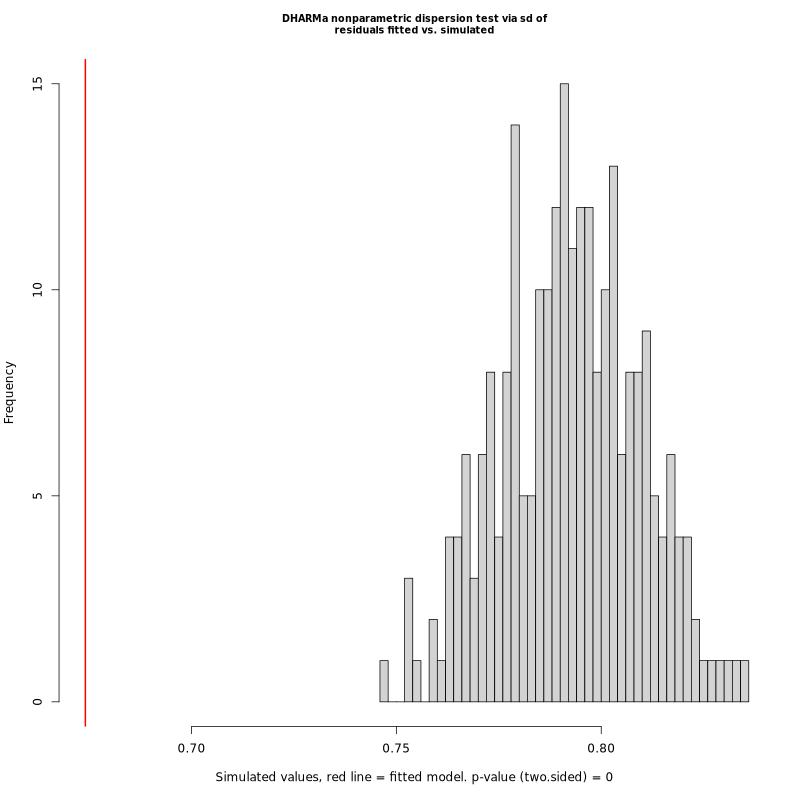 DHARMa nonparametric dispersion test via sd of
residuals fitted vs. simulated
15
10
5
0
Frequency
0.70 0.75 0.80
Simulated values, red line = fitted model. p-value (two.sided) = 0